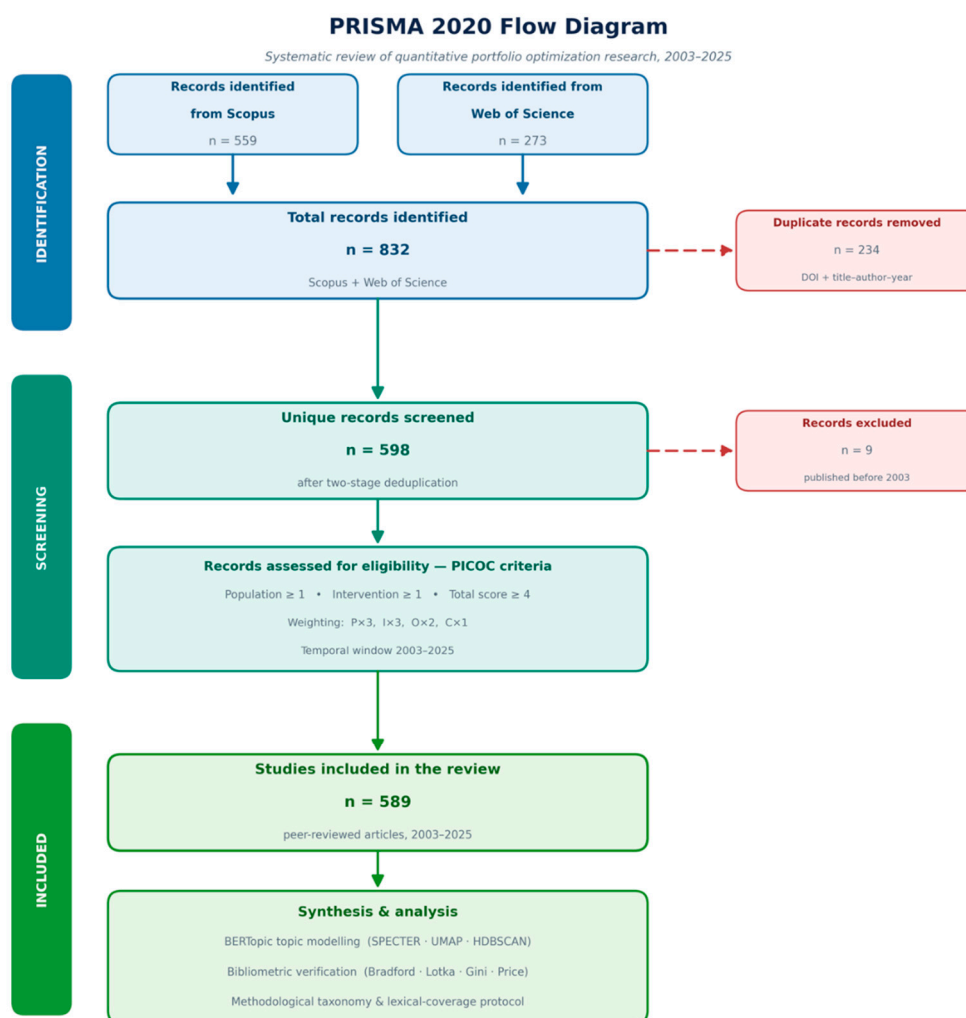 PRISMA 2020 Flow Diagram
Systematic review of quantitative portfolio optimization research, 2003–2025
IDENTIFICATION
Records identified
from Scopus
n = 559
Records identified from
Web of Science
n = 273
Total records identified
n = 832
Scopus + Web of Science
Duplicate records removed
n = 234
DOI + title–author–year
SCREENING
Unique records screened
n = 598
after two-stage deduplication
Records excluded
n = 9
published before 2003
Records assessed for eligibility — PICOC criteria
Population ≥ 1 • Intervention ≥ 1 • Total score ≥ 4
Weighting: P×3, I×3, O×2, C×1
Temporal window 2003–2025
INCLUDED
Studies included in the review
n = 589
peer-reviewed articles, 2003–2025
Synthesis & analysis
BERTopic topic modelling (SPECTER · UMAP · HDBSCAN)
Bibliometric verification (Bradford · Lotka · Gini · Price)
Methodological taxonomy & lexical-coverage protocol